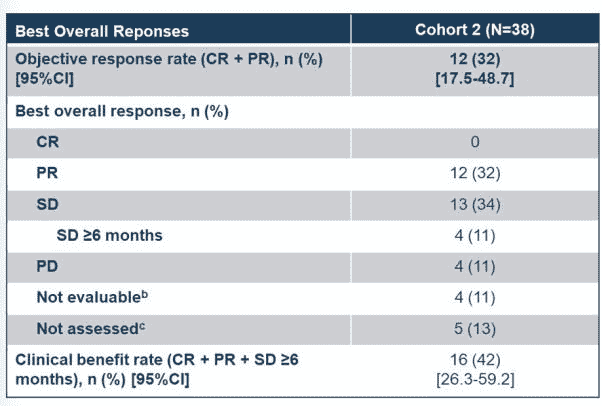 Best Overall Reponses Cohort 2 (N=38)
Objective response rate (CR + PR), n (%) 12 (32)
[95%CI] [17.5-48.7]
Best overall response, n (%)
CR 0
PR 12 (32)
SD 13 (34)
SD ≥6 months 4 (11)
PD 4 (11)
Not evaluableᵇ 4 (11)
Not assessedᶜ 5 (13)
Clinical benefit rate (CR + PR + SD ≥6 16 (42)
months), n (%) [95%CI] [26.3-59.2]